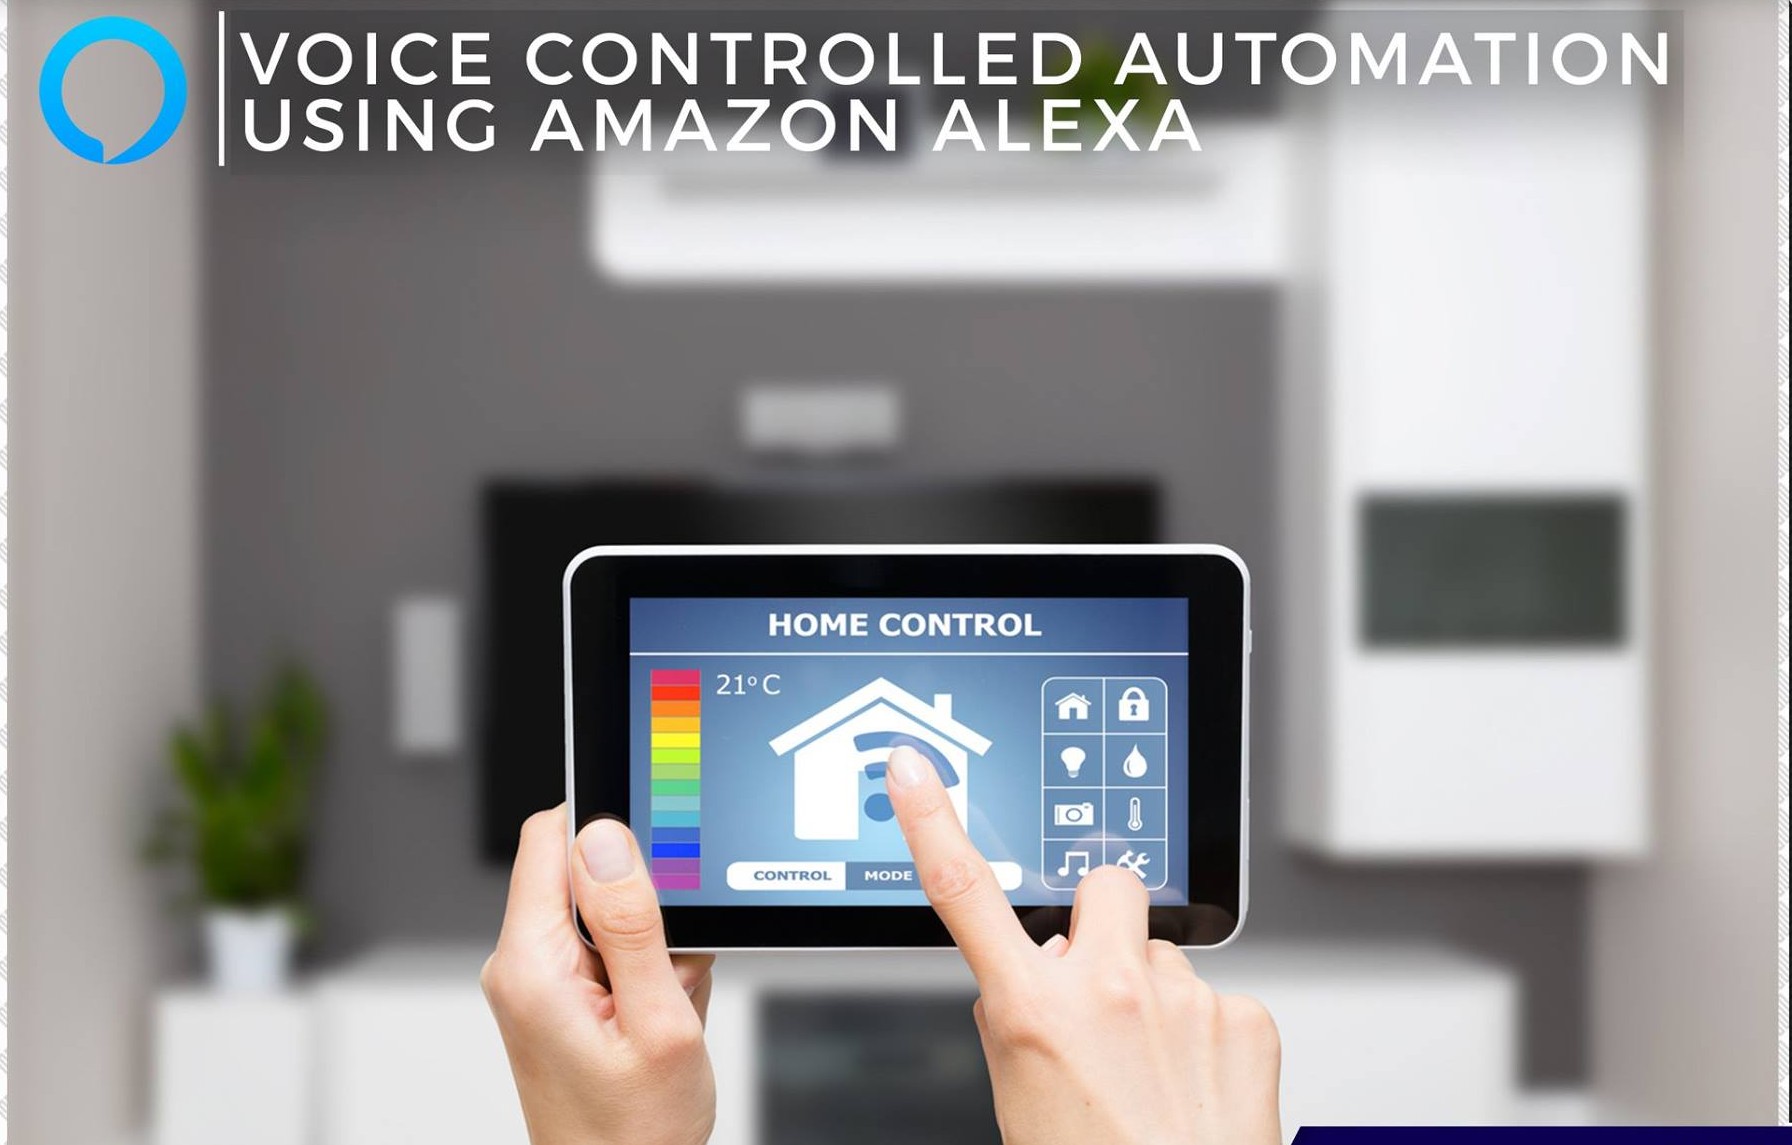 VOICE CONTROLLED AUTOMATION
USING AMAZON ALEXA
HOME CONTROL
21°C
CONTROL MODE